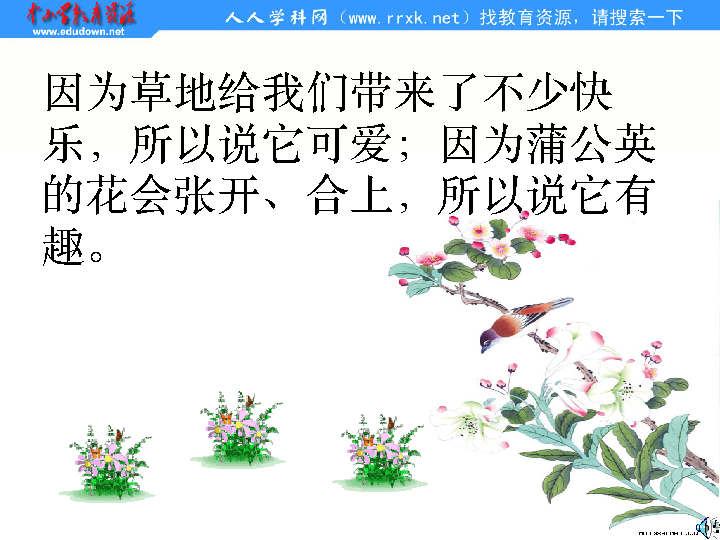 中小学教育资源
www.edudown.net
人人学科网（www.rrxk.net）找教育资源，请搜索一下
因为草地给我们带来了不少快
乐，所以说它可爱；因为蒲公英
的花会张开、合上，所以说它有
趣。